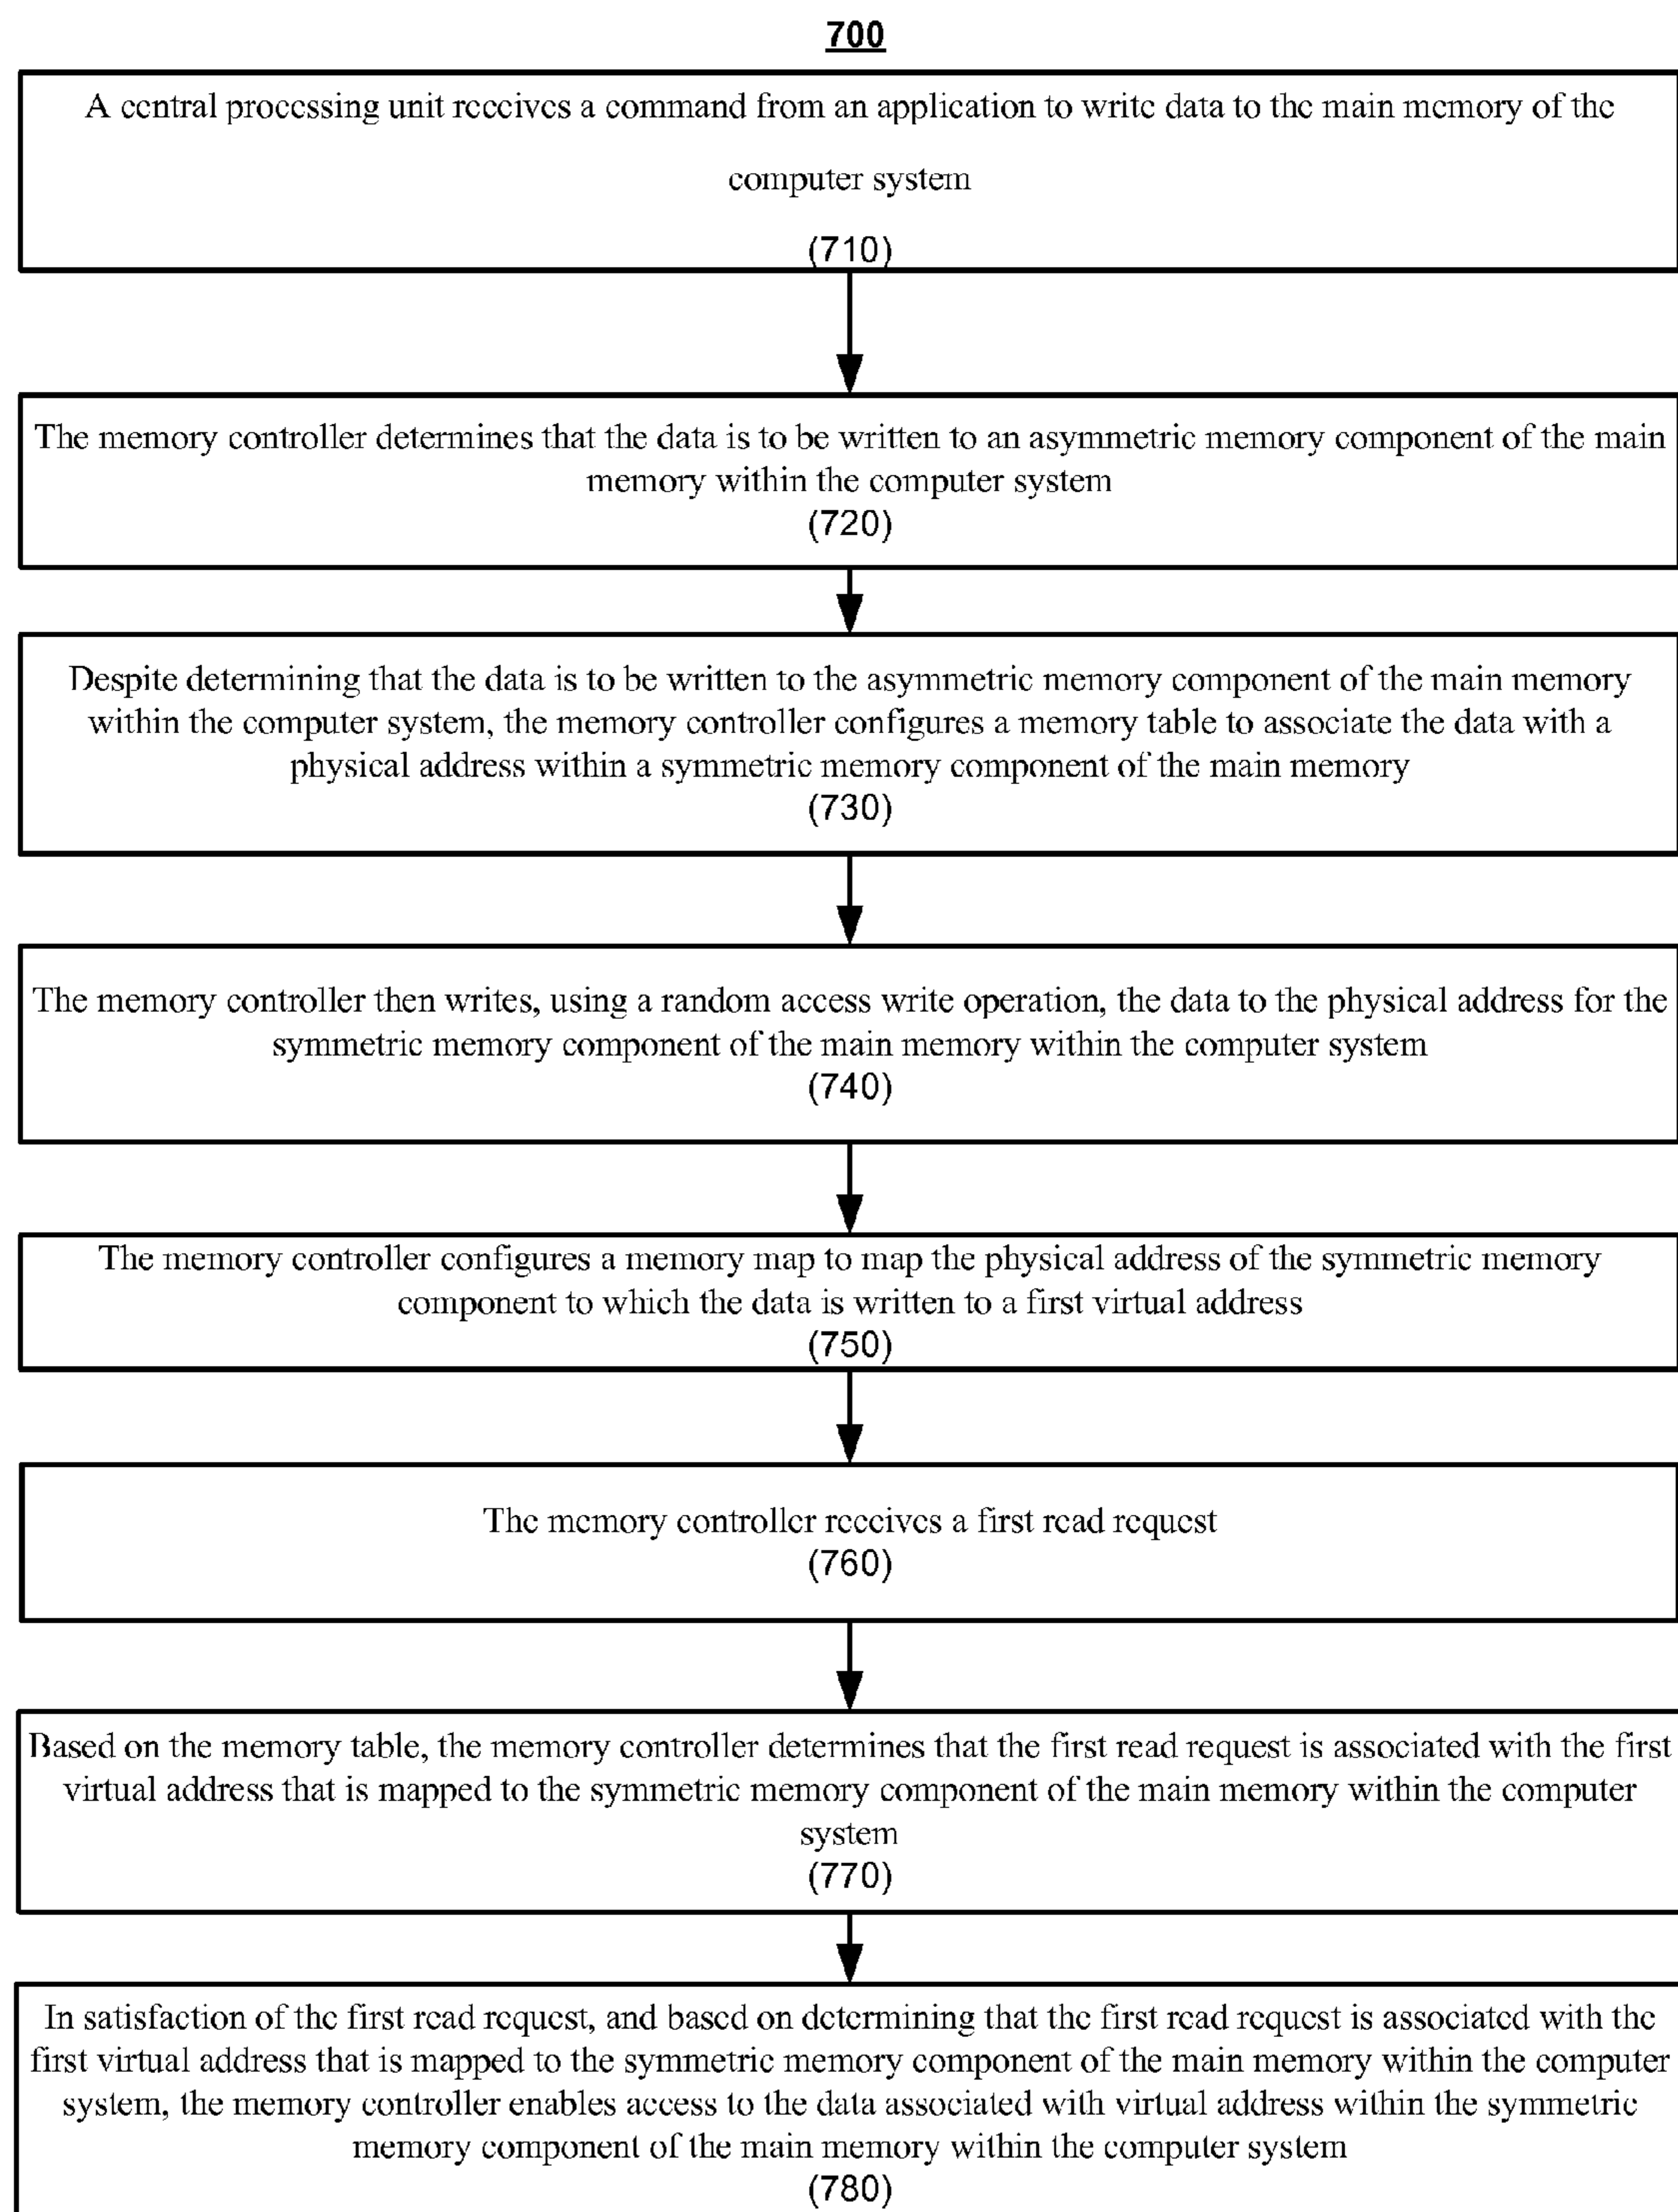 700
A central processing unit receives a command from an application to write data to the main memory of the
computer system
(710)
The memory controller determines that the data is to be written to an asymmetric memory component of the main
memory within the computer system
(720)
Despite determining that the data is to be written to the asymmetric memory component of the main memory
within the computer system, the memory controller configures a memory table to associate the data with a
physical address within a symmetric memory component of the main memory
(730)
The memory controller then writes, using a random access write operation, the data to the physical address for the
symmetric memory component of the main memory within the computer system
(740)
The memory controller configures a memory map to map the physical address of the symmetric memory
component to which the data is written to a first virtual address
(750)
The memory controller receives a first read request
(760)
Based on the memory table, the memory controller determines that the first read request is associated with the first
virtual address that is mapped to the symmetric memory component of the main memory within the computer
system
(770)
In satisfaction of the first read request, and based on determining that the first read request is associated with the
first virtual address that is mapped to the symmetric memory component of the main memory within the computer
system, the memory controller enables access to the data associated with virtual address within the symmetric
memory component of the main memory within the computer system
(780)